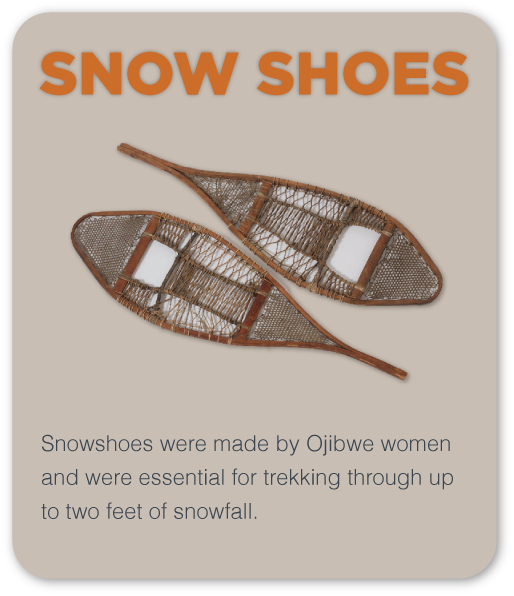 SNOW SHOES
Snowshoes were made by Ojibwe women
and were essential for trekking through up
to two feet of snowfall.